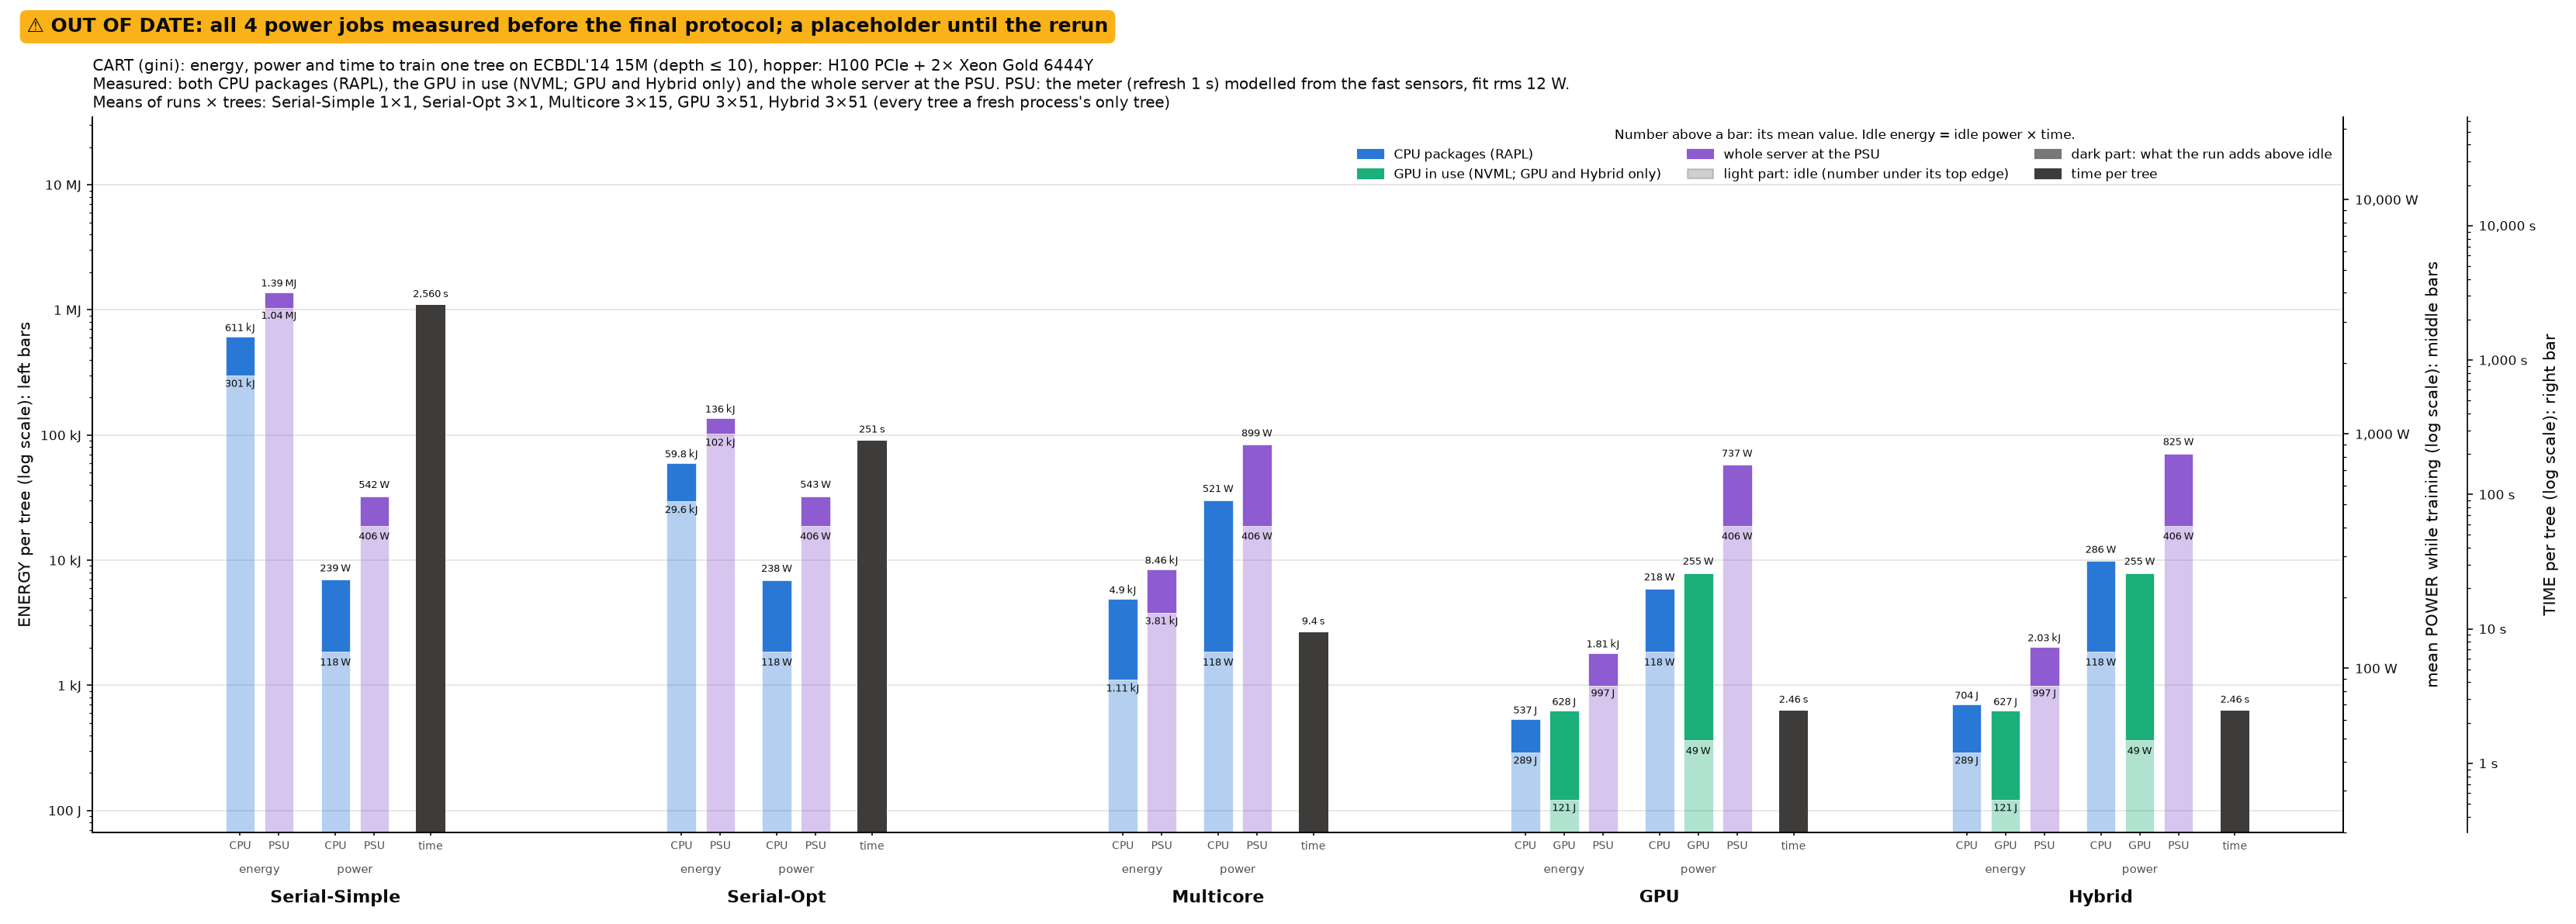 ⚠ OUT OF DATE: all 4 power jobs measured before the final protocol; a placeholder until the rerun
CART (gini): energy, power and time to train one tree on ECBDL'14 15M (depth ≤ 10), hopper: H100 PCIe + 2× Xeon Gold 6444Y
Measured: both CPU packages (RAPL), the GPU in use (NVML; GPU and Hybrid only) and the whole server at the PSU. PSU: the meter (refresh 1 s) modelled from the fast sensors, fit rms 12 W.
Means of runs × trees: Serial-Simple 1×1, Serial-Opt 3×1, Multicore 3×15, GPU 3×51, Hybrid 3×51 (every tree a fresh process's only tree)
Number above a bar: its mean value. Idle energy = idle power × time.
CPU packages (RAPL)
GPU in use (NVML; GPU and Hybrid only)
whole server at the PSU
light part: idle (number under its top edge)
dark part: what the run adds above idle
time per tree
ENERGY per tree (log scale): left bars
10 MJ
1 MJ
100 kJ
10 kJ
1 kJ
100 J
611 kJ
301 kJ
1.39 MJ
1.04 MJ
239 W
118 W
542 W
406 W
2,560 s
59.8 kJ
29.6 kJ
136 kJ
102 kJ
238 W
118 W
543 W
406 W
251 s
4.9 kJ
1.11 kJ
8.46 kJ
3.81 kJ
521 W
118 W
899 W
406 W
9.4 s
537 J
289 J
628 J
121 J
1.81 kJ
997 J
218 W
118 W
255 W
49 W
737 W
406 W
2.46 s
704 J
289 J
627 J
121 J
2.03 kJ
997 J
286 W
118 W
255 W
49 W
825 W
406 W
2.46 s
10,000 W
1,000 W
100 W
mean POWER while training (log scale): middle bars
10,000 s
1,000 s
100 s
10 s
1 s
TIME per tree (log scale): right bar
CPU PSU CPU PSU time
energy power
Serial-Simple
CPU PSU CPU PSU time
energy power
Serial-Opt
CPU PSU CPU PSU time
energy power
Multicore
CPU GPU PSU CPU GPU PSU time
energy power
GPU
CPU GPU PSU CPU GPU PSU time
energy power
Hybrid